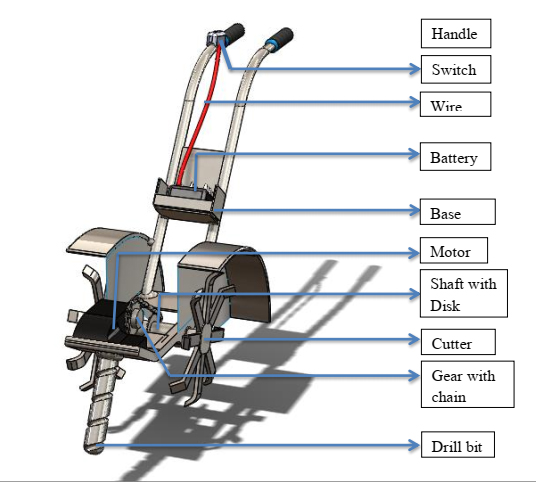 Handle
Switch
Wire
Battery
Base
Motor
Shaft with
Disk
Cutter
Gear with
chain
Drill bit